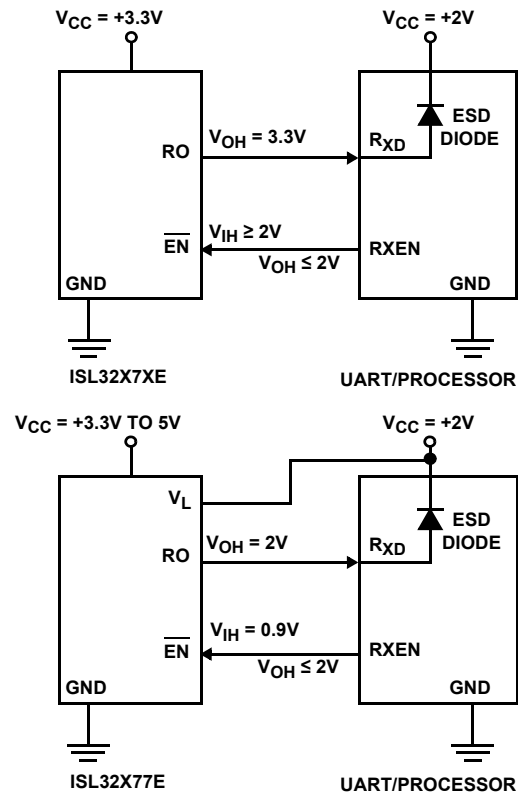 VCC = +3.3V
VCC = +2V
ESD
DIODE
RO
VOH = 3.3V
RXD
EN
VIH ≥ 2V
VOH ≤ 2V
RXEN
GND
GND
ISL32X7XE
UART/PROCESSOR
VCC = +3.3V TO 5V
VCC = +2V
VL
ESD
DIODE
RO
VOH = 2V
RXD
EN
VIH = 0.9V
VOH ≤ 2V
RXEN
GND
GND
ISL32X77E
UART/PROCESSOR